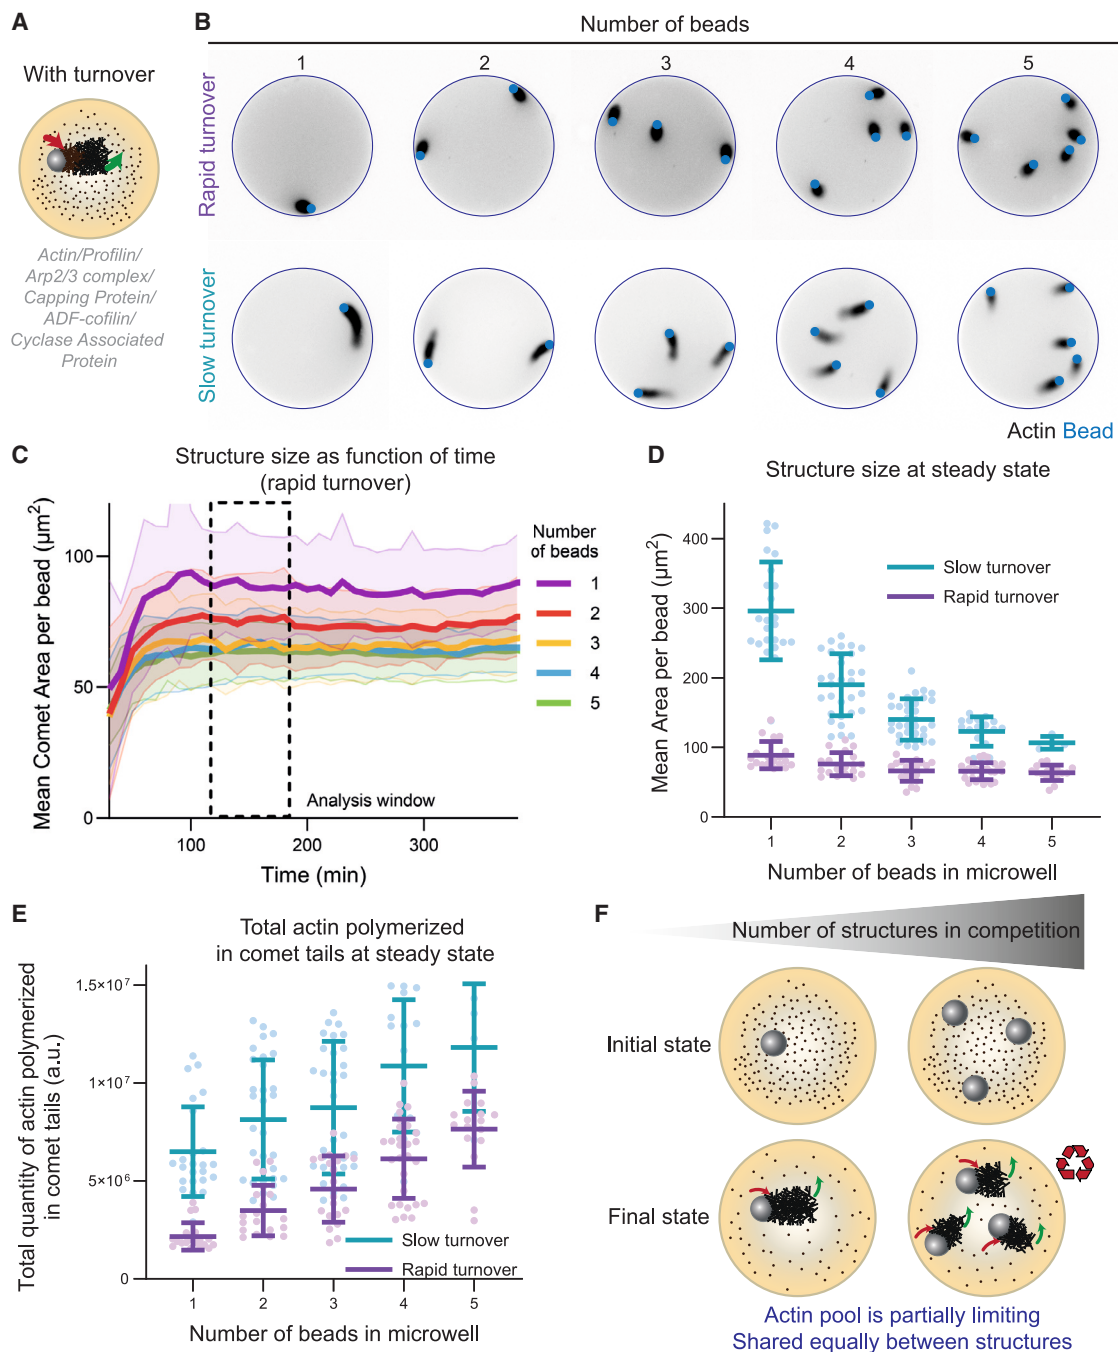 A
With turnover
Actin/Profilin/
Arp2/3 complex/
Capping Protein/
ADF-cofilin/
Cyclase Associated
Protein
B
Number of beads
1 2 3 4 5
Rapid turnover
Slow turnover
Actin Bead
C
Structure size as function of time
(rapid turnover)
Mean Comet Area per bead (µm²)
100
50
0
100 200 300
Time (min)
Analysis window
Number
of beads
1
2
3
4
5
D
Structure size at steady state
Mean Area per bead (µm²)
400
300
200
100
0
Slow turnover
Rapid turnover
1 2 3 4 5
Number of beads in microwell
E
Total actin polymerized
in comet tails at steady state
Total quantity of actin polymerized
in comet tails (a.u.)
1.5×10⁷
1×10⁷
5×10⁶
0
Slow turnover
Rapid turnover
1 2 3 4 5
Number of beads in microwell
F
Number of structures in competition
Initial state
Final state
Actin pool is partially limiting
Shared equally between structures